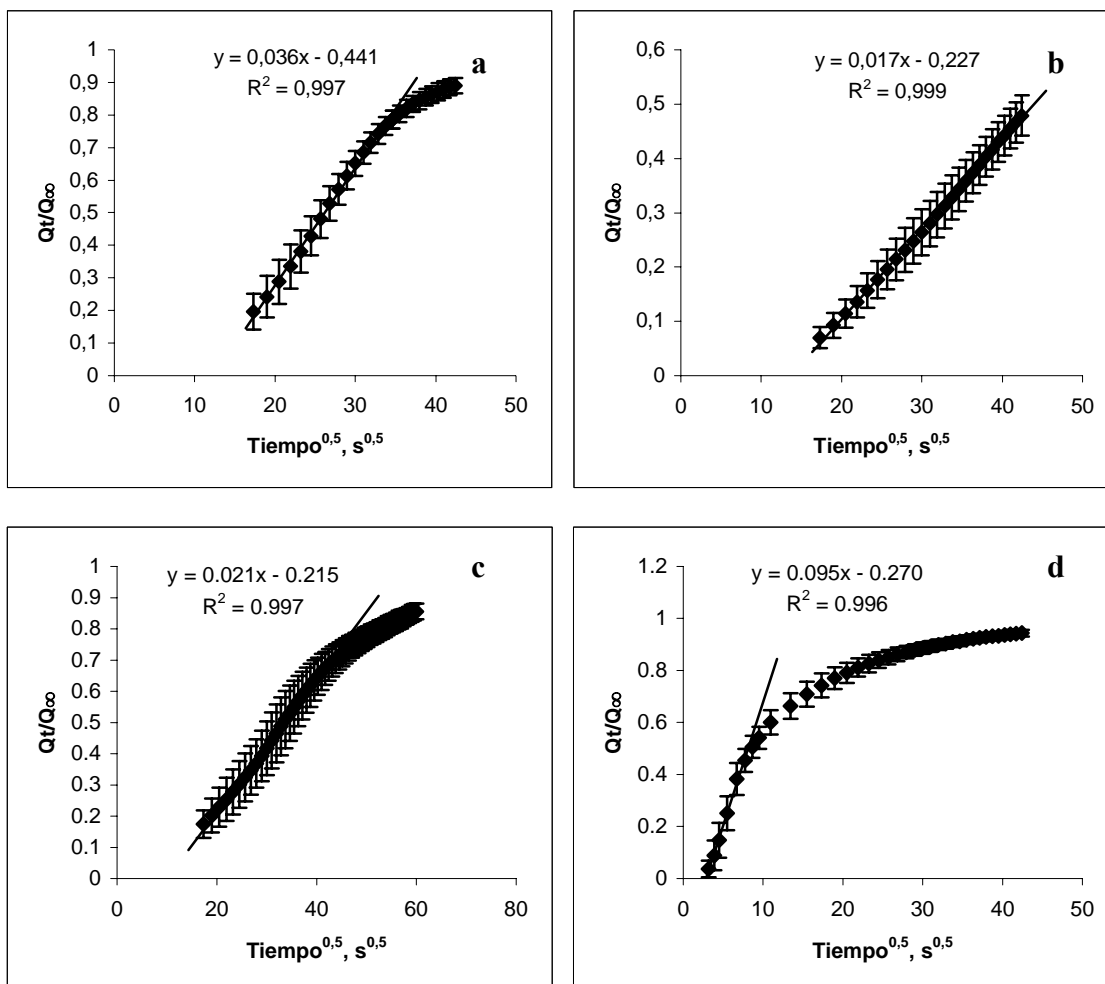 y = 0,036x - 0,441
R² = 0,997
a
1
0,9
0,8
0,7
0,6
0,5
0,4
0,3
0,2
0,1
0
Qt/Q∞
0 10 20 30 40 50
Tiempo^0,5, s^0,5
y = 0,017x - 0,227
R² = 0,999
b
0,6
0,5
0,4
0,3
0,2
0,1
0
Qt/Q∞
0 10 20 30 40 50
Tiempo^0,5, s^0,5
y = 0.021x - 0.215
R² = 0.997
c
1
0.9
0.8
0.7
0.6
0.5
0.4
0.3
0.2
0.1
0
Qt/Q∞
0 20 40 60 80
Tiempo^0,5, s^0,5
y = 0.095x - 0.270
R² = 0.996
d
1.2
1
0.8
0.6
0.4
0.2
0
Qt/Q∞
0 10 20 30 40 50
Tiempo^0,5, s^0,5